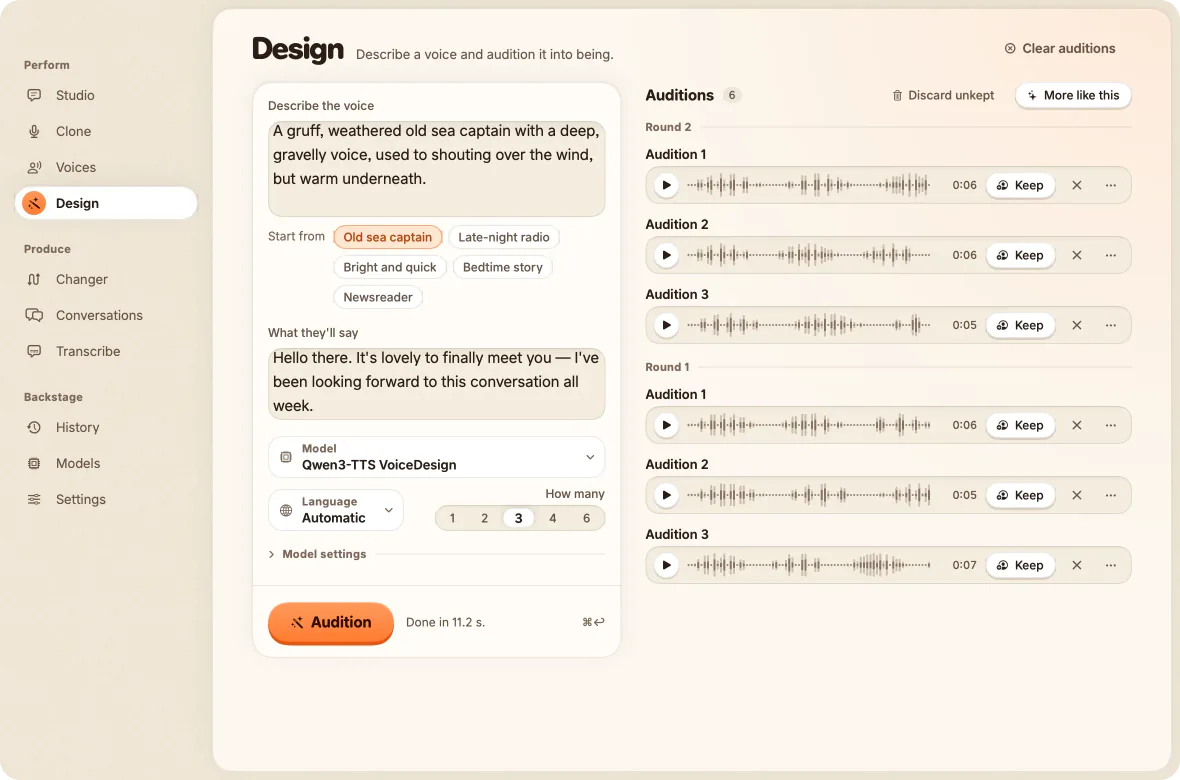 Perform
Studio
Clone
Voices
Design
Produce
Changer
Conversations
Transcribe
Backstage
History
Models
Settings
Design
Describe a voice and audition it into being.
Clear auditions
Describe the voice
A gruff, weathered old sea captain with a deep,
gravelly voice, used to shouting over the wind,
but warm underneath.
Start from
Old sea captain
Late-night radio
Bright and quick
Bedtime story
Newsreader
What they'll say
Hello there. It's lovely to finally meet you — I've
been looking forward to this conversation all
week.
Model
Qwen3-TTS VoiceDesign
Language
Automatic
How many
1 2 3 4 6
Model settings
Audition
Done in 11.2 s.
⌘↩
Auditions 6
Discard unkept
More like this
Round 2
Audition 1
0:06 Keep
Audition 2
0:06 Keep
Audition 3
0:05 Keep
Round 1
Audition 1
0:06 Keep
Audition 2
0:05 Keep
Audition 3
0:07 Keep